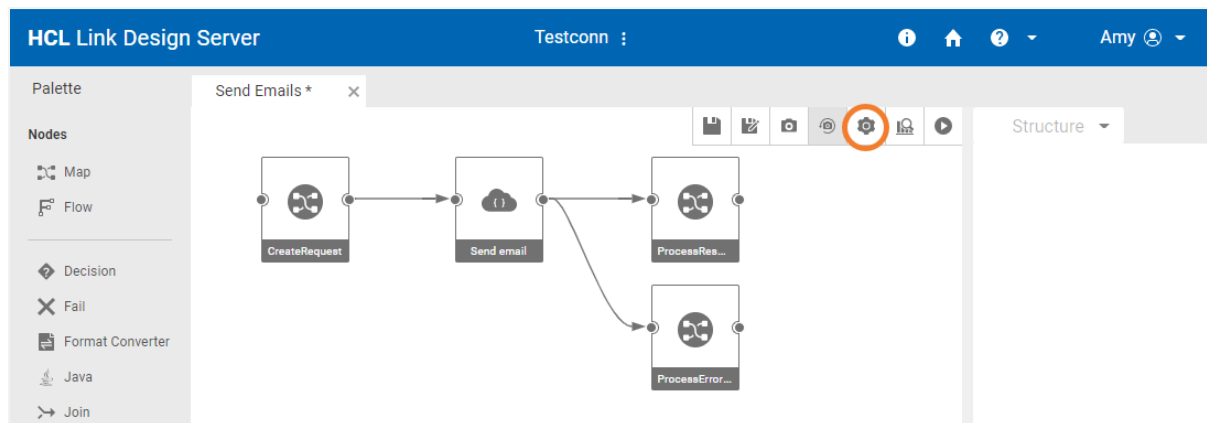 HCL Link Design Server
Testconn
Amy
Palette
Send Emails *
Structure
Nodes
Map
Flow
Decision
Fail
Format Converter
Java
Join
CreateRequest
Send email
ProcessRes...
ProcessError...